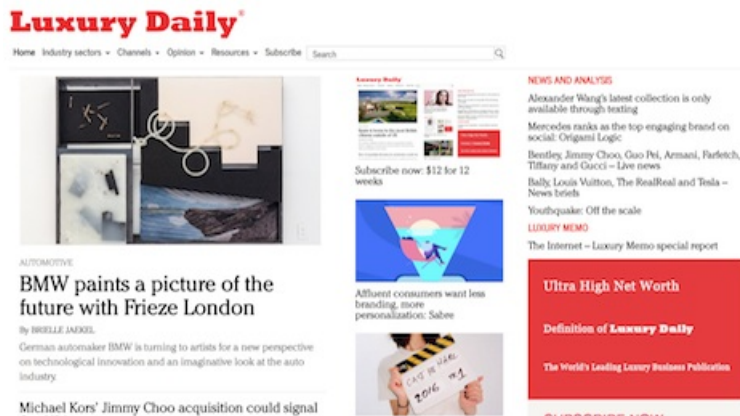 Luxury Daily®
Home Industry sectors Channels Opinion Resources Subscribe Search
AUTOMOTIVE
BMW paints a picture of the
future with Frieze London
By BRIELLE JAEKEL
German automaker BMW is turning to artists for a new perspective
on technological innovation and an imaginative look at the auto
industry.
Michael Kors' Jimmy Choo acquisition could signal
Luxury Daily
Subscribe now: $12 for 12
weeks
Affluent consumers want less
branding, more
personalization: Sabre
2016
NEWS AND ANALYSIS
Alexander Wang's latest collection is only
available through texting
Mercedes ranks as the top engaging brand on
social: Origami Logic
Bentley, Jimmy Choo, Guo Pei, Armani, Farfetch,
Tiffany and Gucci – Live news
Bally, Louis Vuitton, The RealReal and Tesla –
News briefs
Youthquake: Off the scale
LUXURY MEMO
The Internet – Luxury Memo special report
Ultra High Net Worth
Definition of Luxury Daily
The World's Leading Luxury Business Publication
SUBSCRIBE NOW